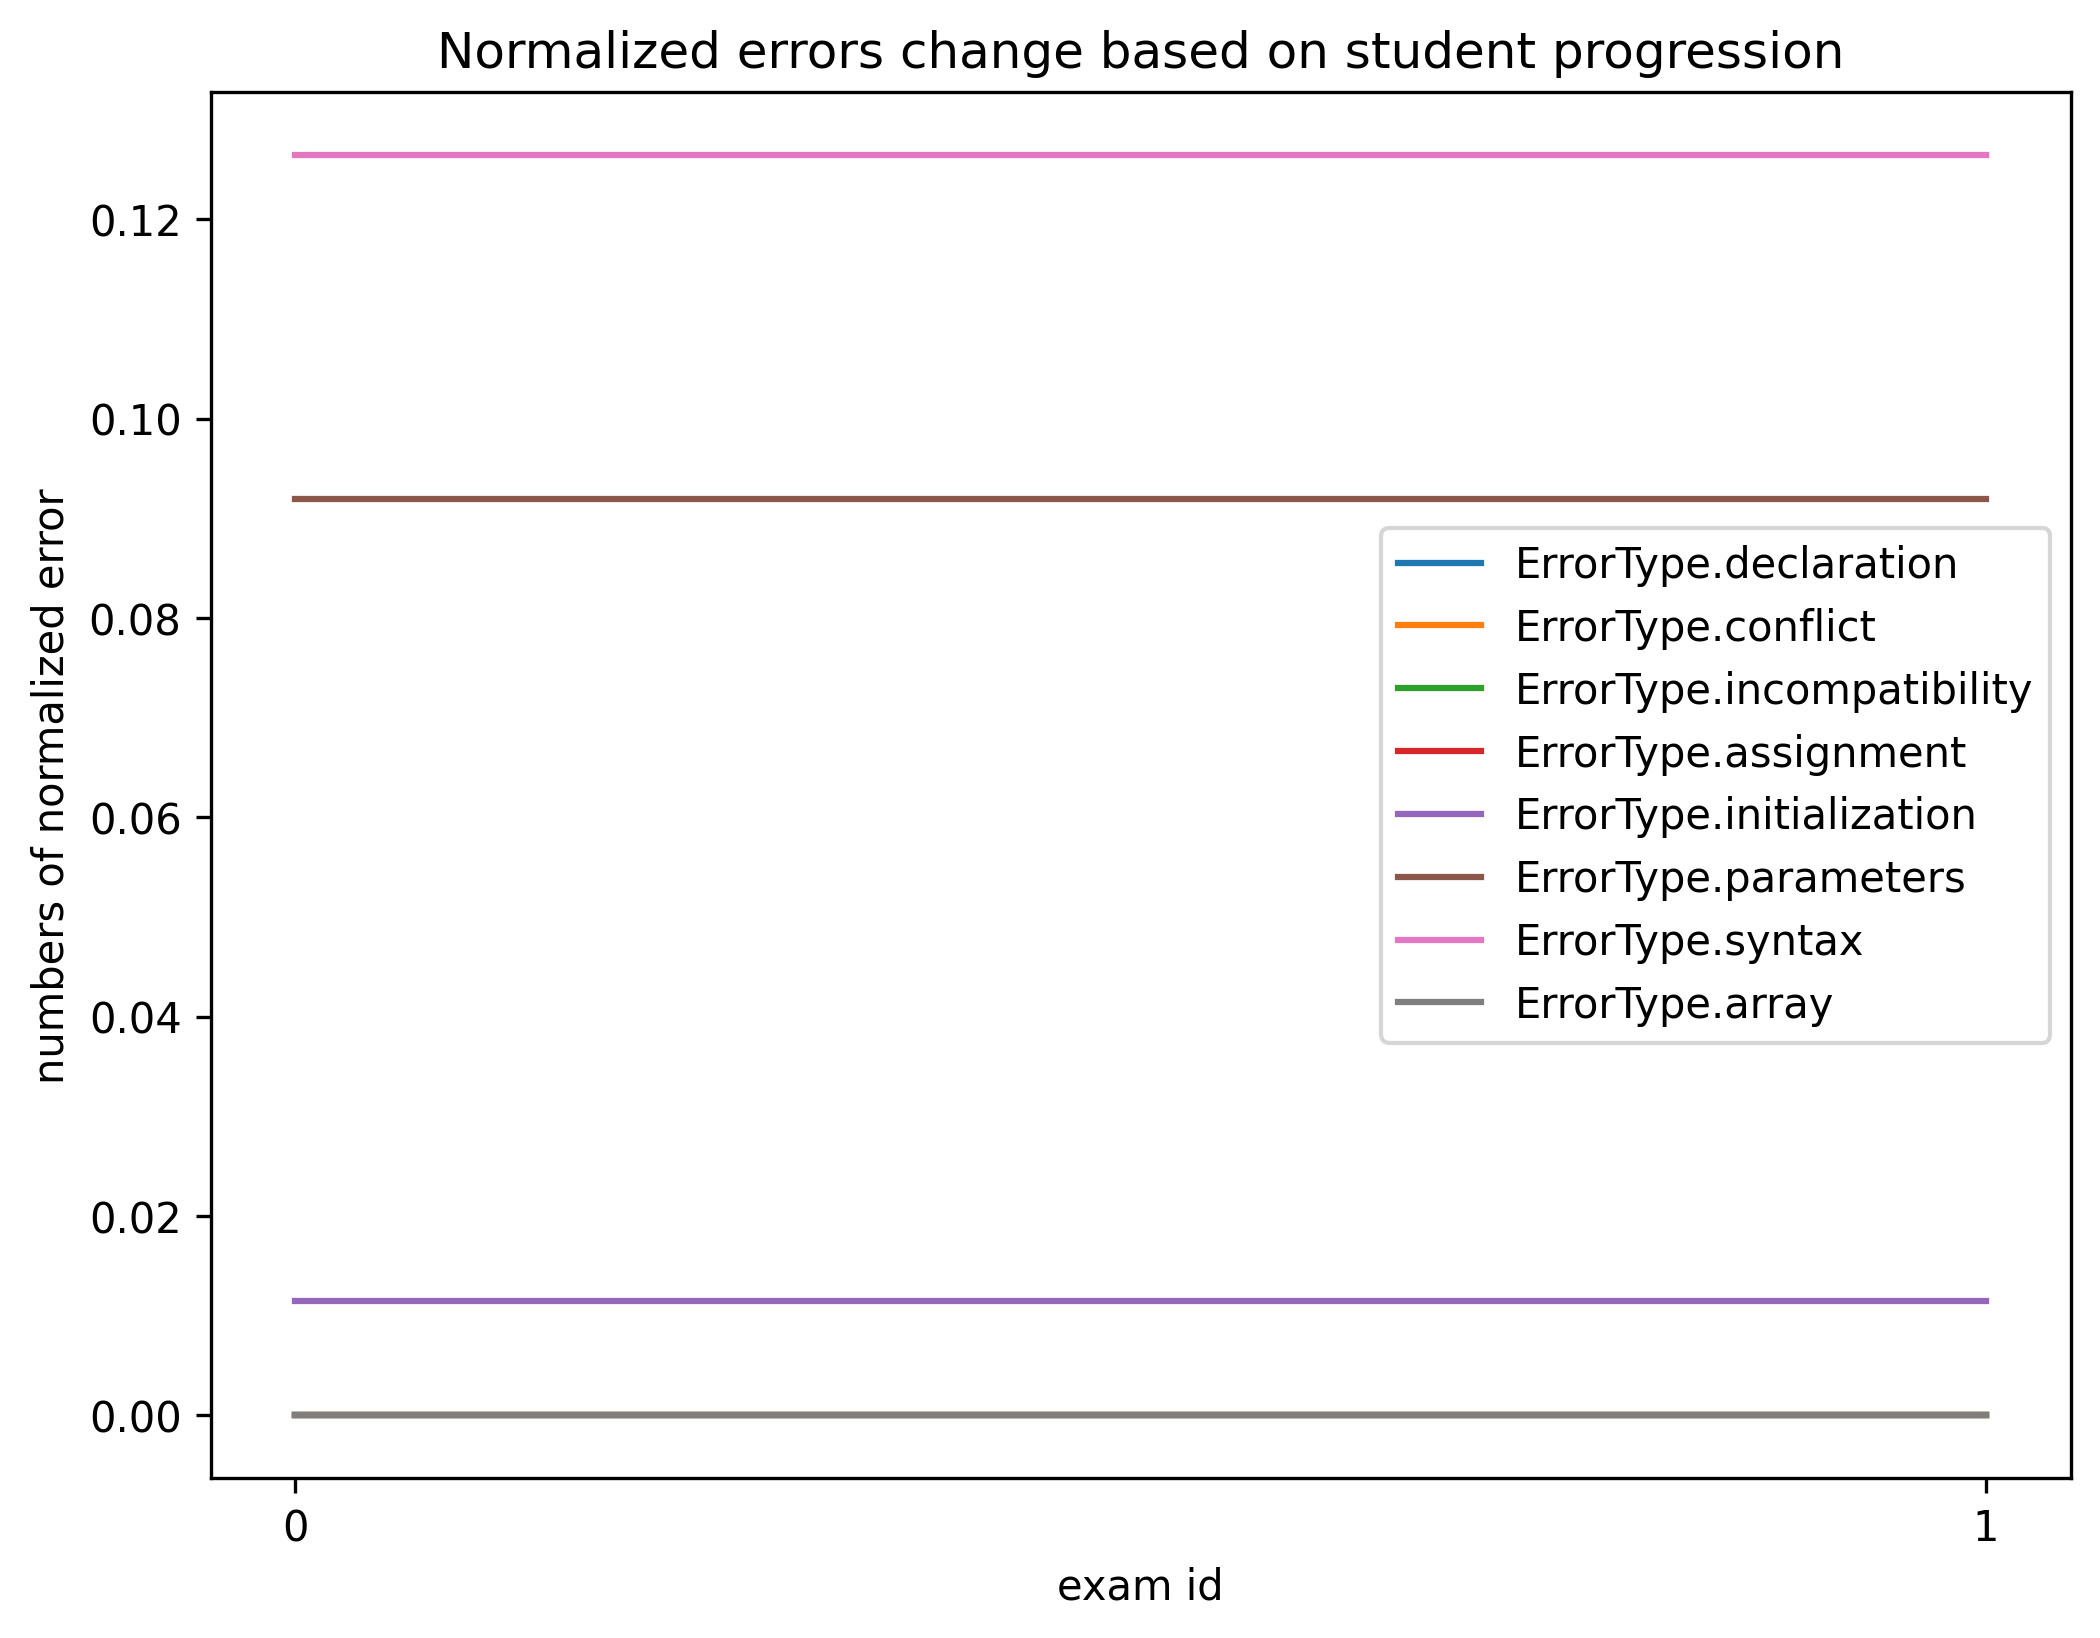 Normalized errors change based on student progression
numbers of normalized error
0.12
0.10
0.08
0.06
0.04
0.02
0.00
ErrorType.declaration
ErrorType.conflict
ErrorType.incompatibility
ErrorType.assignment
ErrorType.initialization
ErrorType.parameters
ErrorType.syntax
ErrorType.array
0
1
exam id